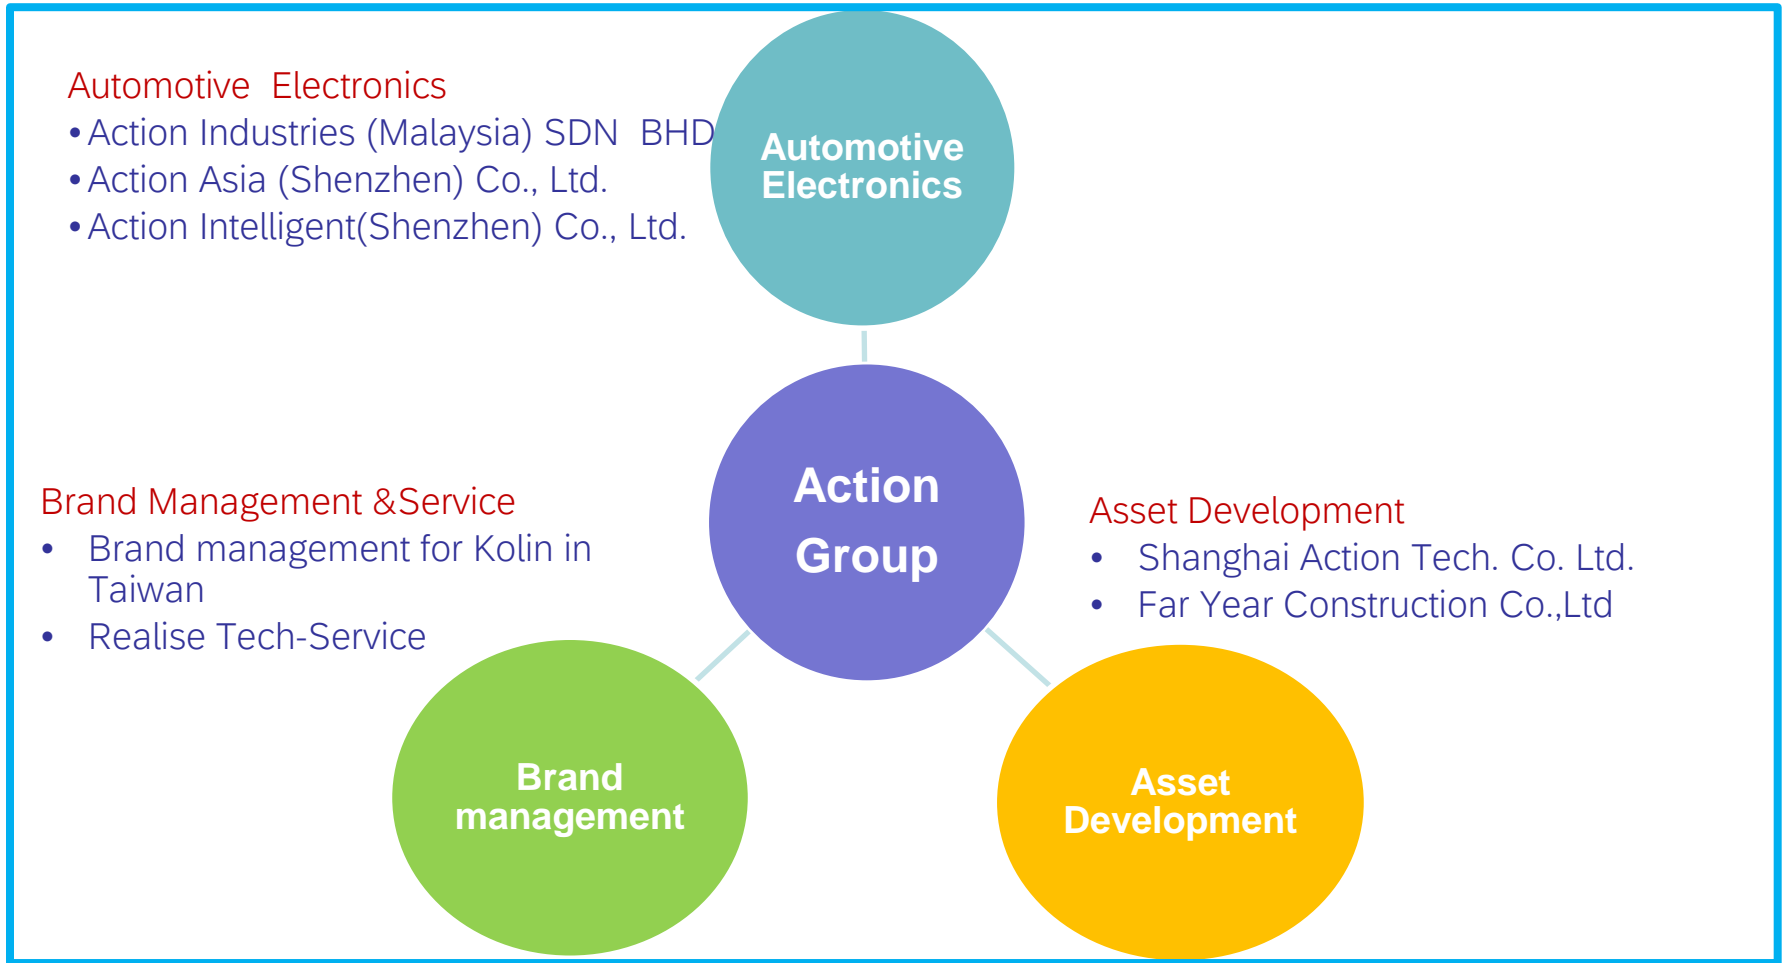 Automotive  Electronics
•Action Industries (Malaysia) SDN  BHD
•Action Asia (Shenzhen) Co., Ltd.
•Action Intelligent(Shenzhen) Co., Ltd.
Automotive
Electronics
Action
Group
Brand Management &Service
• Brand management for Kolin in
Taiwan
• Realise Tech-Service
Asset Development
• Shanghai Action Tech. Co. Ltd.
• Far Year Construction Co.,Ltd
Brand
management
Asset
Development